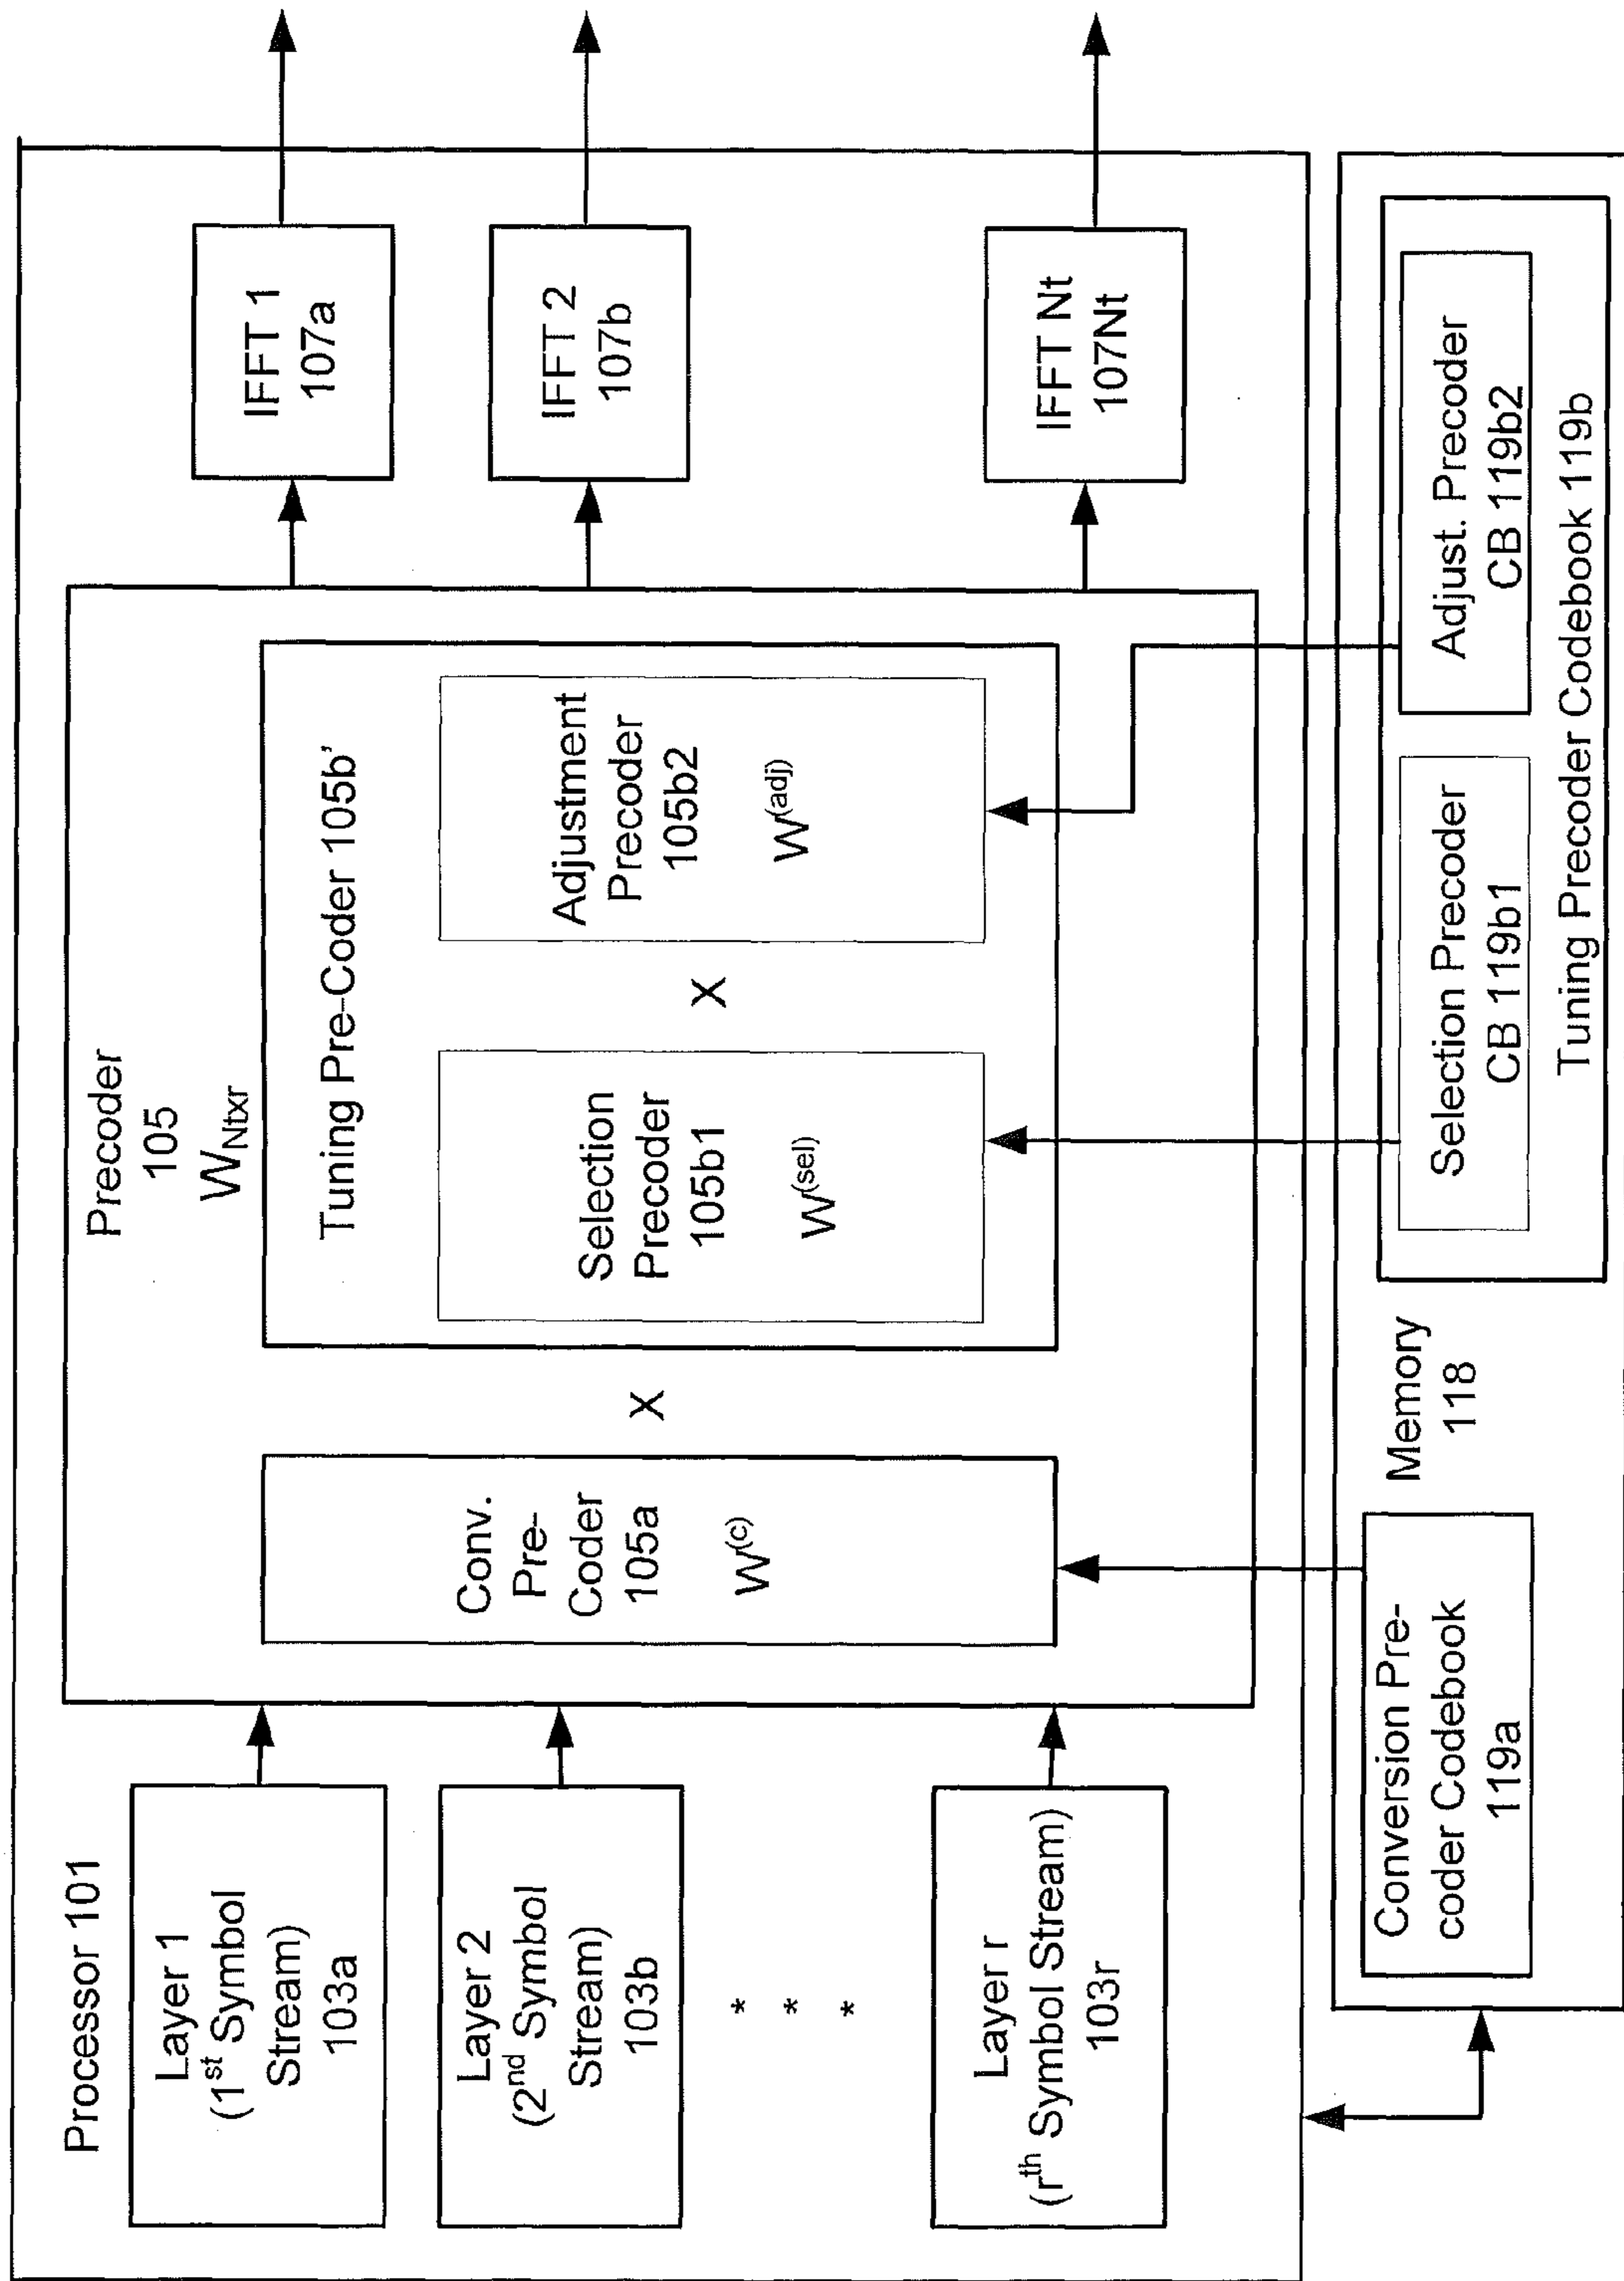 Processor 101
Layer 1
(1st Symbol
Stream)
103a
Layer 2
(2nd Symbol
Stream)
103b
*
*
*
Layer r
(rth Symbol Stream)
103r
Precoder
105
WNtxr
Conv.
Pre-
Coder
105a
W(c)
X
Tuning Pre-Coder 105b'
Selection
Precoder
105b1
W(sel)
X
Adjustment
Precoder
105b2
W(adj)
IFFT 1
107a
IFFT 2
107b
IFFT Nt
107Nt
Conversion Pre-
coder Codebook
119a
Memory
118
Selection Precoder
CB 119b1
Adjust. Precoder
CB 119b2
Tuning Precoder Codebook 119b